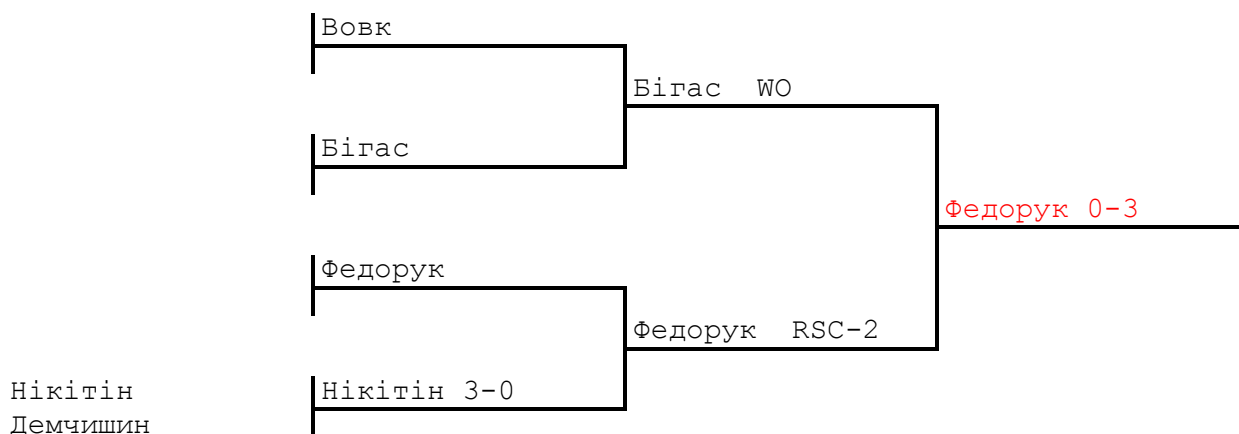 Вовк
Бігас WO
Бігас
Федорук 0-3
Федорук
Федорук RSC-2
Нікітін
Нікітін 3-0
Демчишин